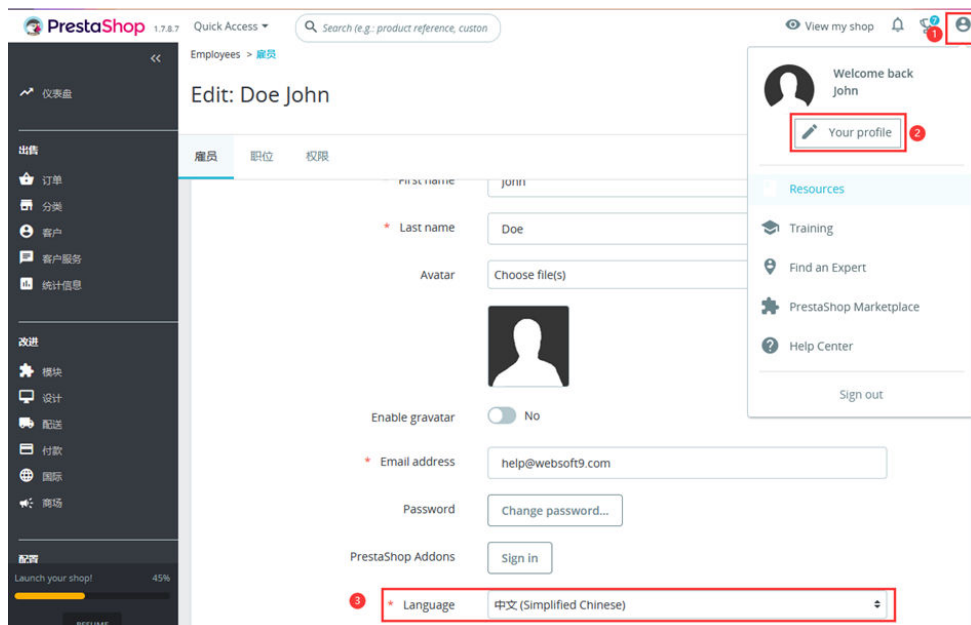 PrestaShop 1.7.8.7 Quick Access Search (e.g.: product reference, custon View my shop 7 1
Employees > 雇员
Edit: Doe John
雇员 职位 权限
仪表盘
出售
订单
分类
客户
客户服务
统计信息
改进
模块
设计
配送
付款
国际
商场
配置
Launch your shop! 45%
RESUME
* First name John
* Last name Doe
Avatar Choose file(s)
Enable gravatar No
* Email address help@websoft9.com
Password Change password...
PrestaShop Addons Sign in
3 * Language 中文 (Simplified Chinese)
Welcome back
John
Your profile 2
Resources
Training
Find an Expert
PrestaShop Marketplace
Help Center
Sign out